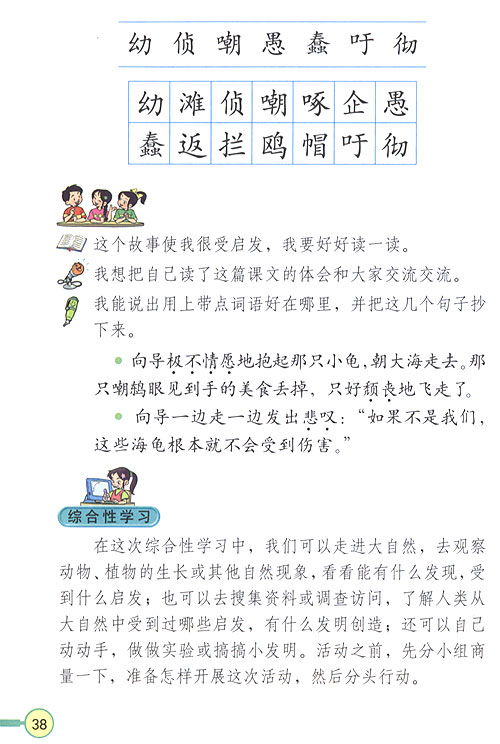 幼 侦 嘲 愚 蠢 吁 彻
幼 滩 侦 嘲 啄 企 愚
蠢 返 拦 鸥 帽 吁 彻
这个故事使我很受启发，我要好好读一读。
我想把自己读了这篇课文的体会和大家交流交流。
我能说出用上带点词语好在哪里，并把这几个句子抄
下来。
● 向导极不情愿地抱起那只小龟，朝大海走去。那
只嘲鸫眼见到手的美食丢掉，只好颓丧地飞走了。
● 向导一边走一边发出悲叹：“如果不是我们，
这些海龟根本就不会受到伤害。”
综合性学习
在这次综合性学习中，我们可以走进大自然，去观察
动物、植物的生长或其他自然现象，看看能有什么发现，受
到什么启发；也可以去搜集资料或调查访问，了解人类从
大自然中受到过哪些启发，有什么发明创造；还可以自己
动动手，做做实验或搞搞小发明。活动之前，先分小组商
量一下，准备怎样开展这次活动，然后分头行动。
38